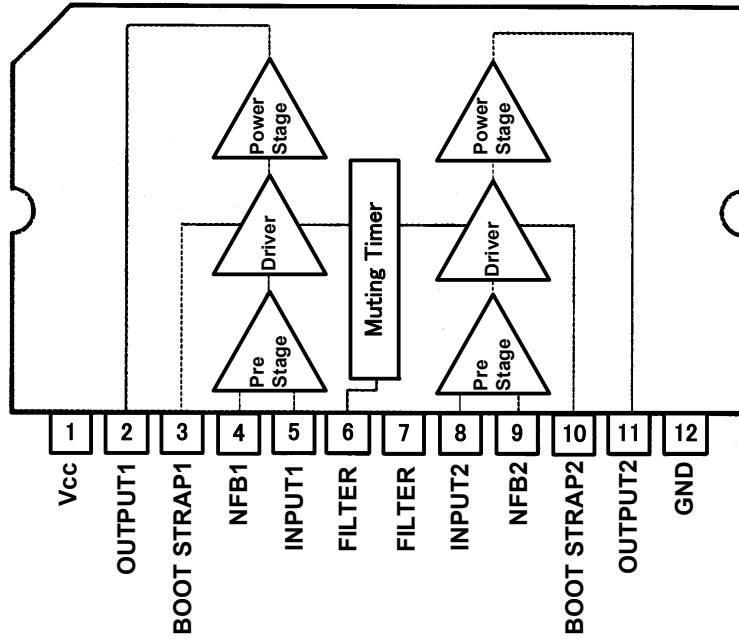 Power
Stage
Power
Stage
Driver
Muting Timer
Driver
Pre
Stage
Pre
Stage
1
2
3
4
5
6
7
8
9
10
11
12
Vcc
OUTPUT1
BOOT STRAP1
NFB1
INPUT1
FILTER
FILTER
INPUT2
NFB2
BOOT STRAP2
OUTPUT2
GND